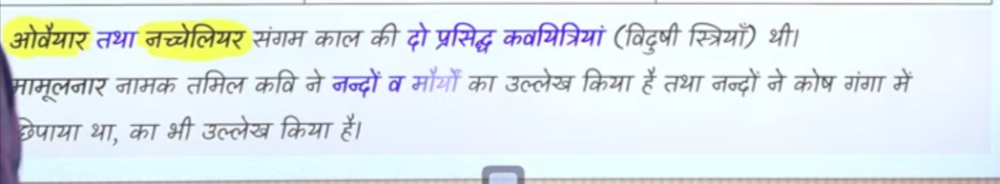 ओवैयार तथा नच्चेलियर संगम काल की दो प्रसिद्ध कवयित्रियां (विदुषी स्त्रियाँ) थी।
मामूलनार नामक तमिल कवि ने नन्दों व मौर्यों का उल्लेख किया है तथा नन्दों ने कोष गंगा में
छिपाया था, का भी उल्लेख किया है।